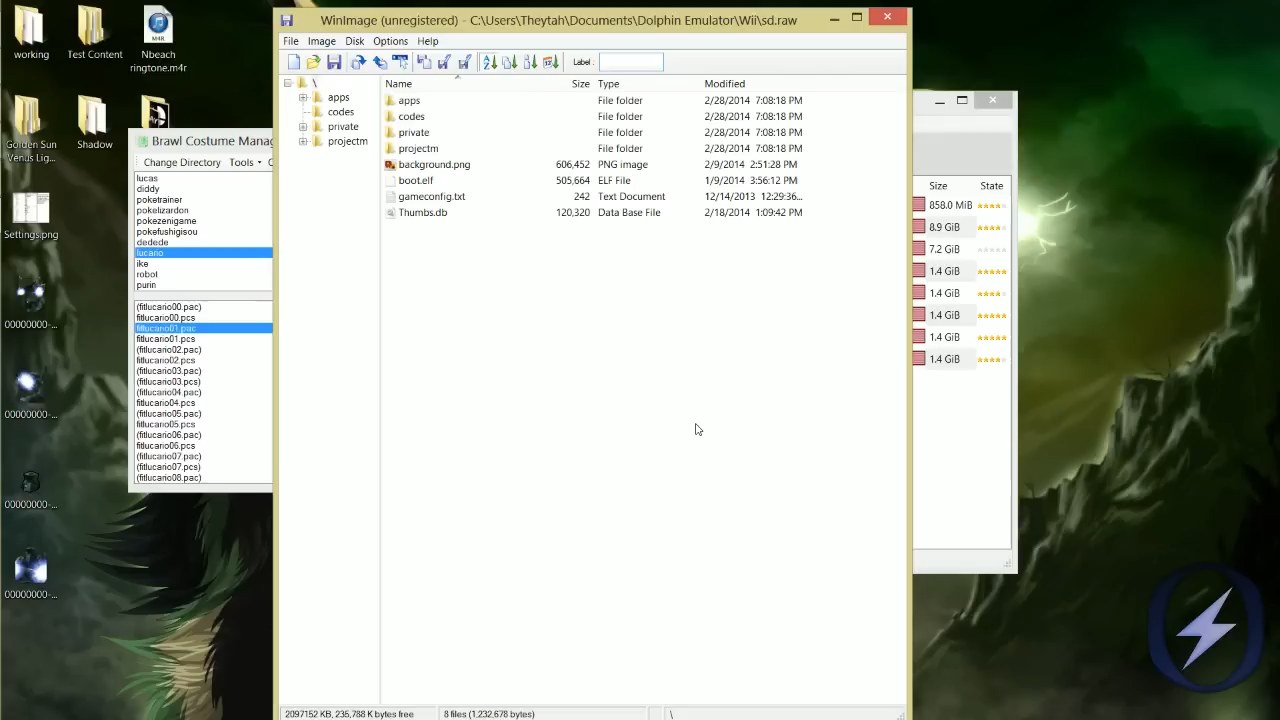 working
Test Content
Nbeach
ringtone.m4r
M4R
Golden Sun
Venus Lig...
Shadow
Settings.png
00000000-...
00000000-...
00000000-...
00000000-...
Brawl Costume Manag
Change Directory Tools C
lucas
diddy
poketrainer
pokelizardon
pokezenigame
pokefushigisou
dedede
lucario
ike
robot
purin
(fitlucario00.pac)
fitlucario00.pcs
fitlucario01.pac
fitlucario01.pcs
(fitlucario02.pac)
fitlucario02.pcs
(fitlucario03.pac)
(fitlucario03.pcs)
(fitlucario04.pac)
fitlucario04.pcs
(fitlucario05.pac)
fitlucario05.pcs
(fitlucario06.pac)
fitlucario06.pcs
(fitlucario07.pac)
(fitlucario07.pcs)
(fitlucario08.pac)
WinImage (unregistered) - C:\Users\Theytah\Documents\Dolphin Emulator\Wii\sd.raw
File Image Disk Options Help
Label :
\
apps
codes
private
projectm
Name Size Type Modified
apps File folder 2/28/2014 7:08:18 PM
codes File folder 2/28/2014 7:08:18 PM
private File folder 2/28/2014 7:08:18 PM
projectm File folder 2/28/2014 7:08:18 PM
background.png 606,452 PNG image 2/9/2014 2:51:28 PM
boot.elf 505,664 ELF File 1/9/2014 3:56:12 PM
gameconfig.txt 242 Text Document 12/14/2013 12:29:36...
Thumbs.db 120,320 Data Base File 2/18/2014 1:09:42 PM
2097152 KB, 235,788 K bytes free 8 files (1,232,678 bytes) \
Size State
858.0 MiB
8.9 GiB
7.2 GiB
1.4 GiB
1.4 GiB
1.4 GiB
1.4 GiB
1.4 GiB